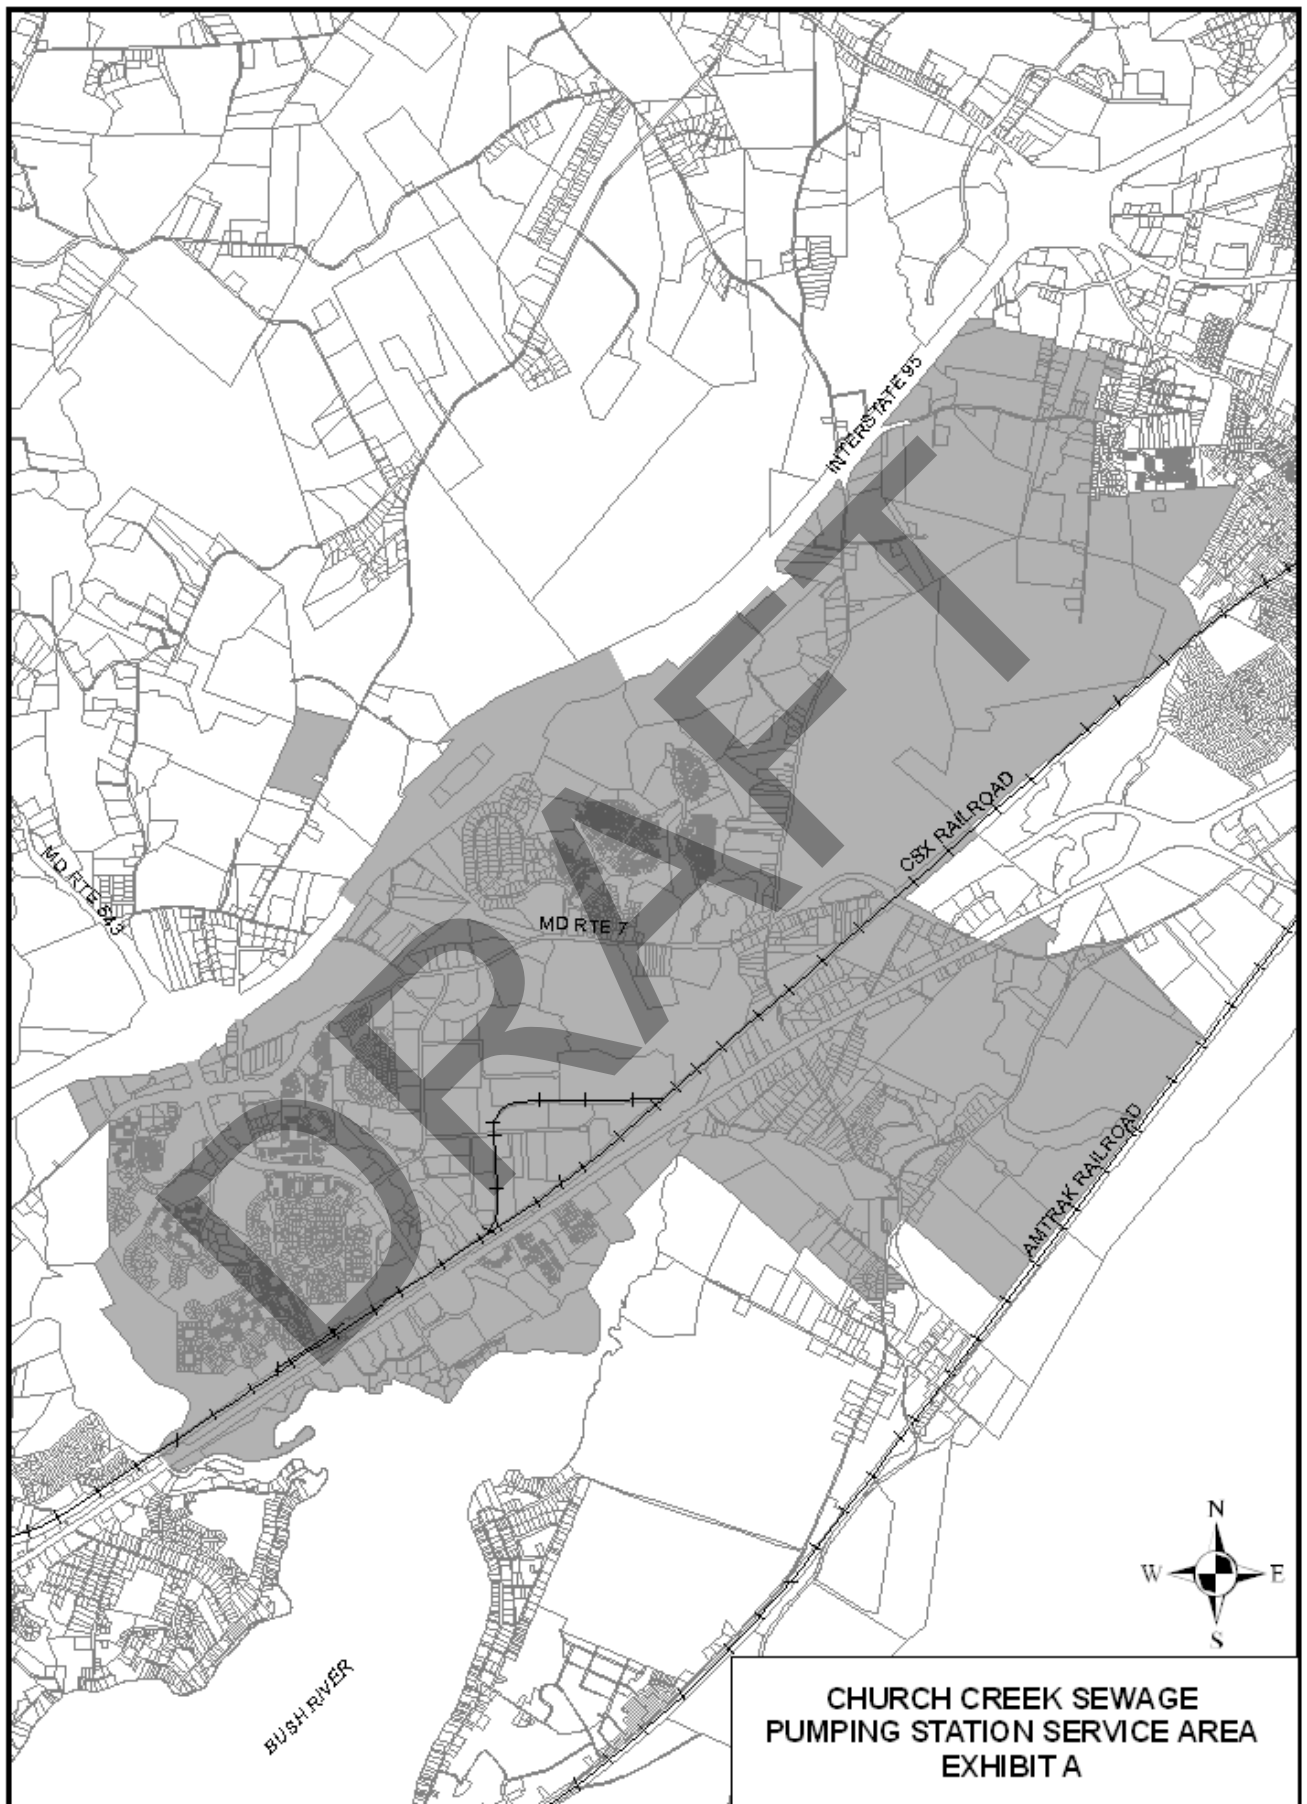 INTERSTATE 95
CSX RAILROAD
MD RTE 543
MD RTE 7
AMTRAK RAILROAD
BUSH RIVER
DRAFT
N
W E
S
CHURCH CREEK SEWAGE
PUMPING STATION SERVICE AREA
EXHIBIT A